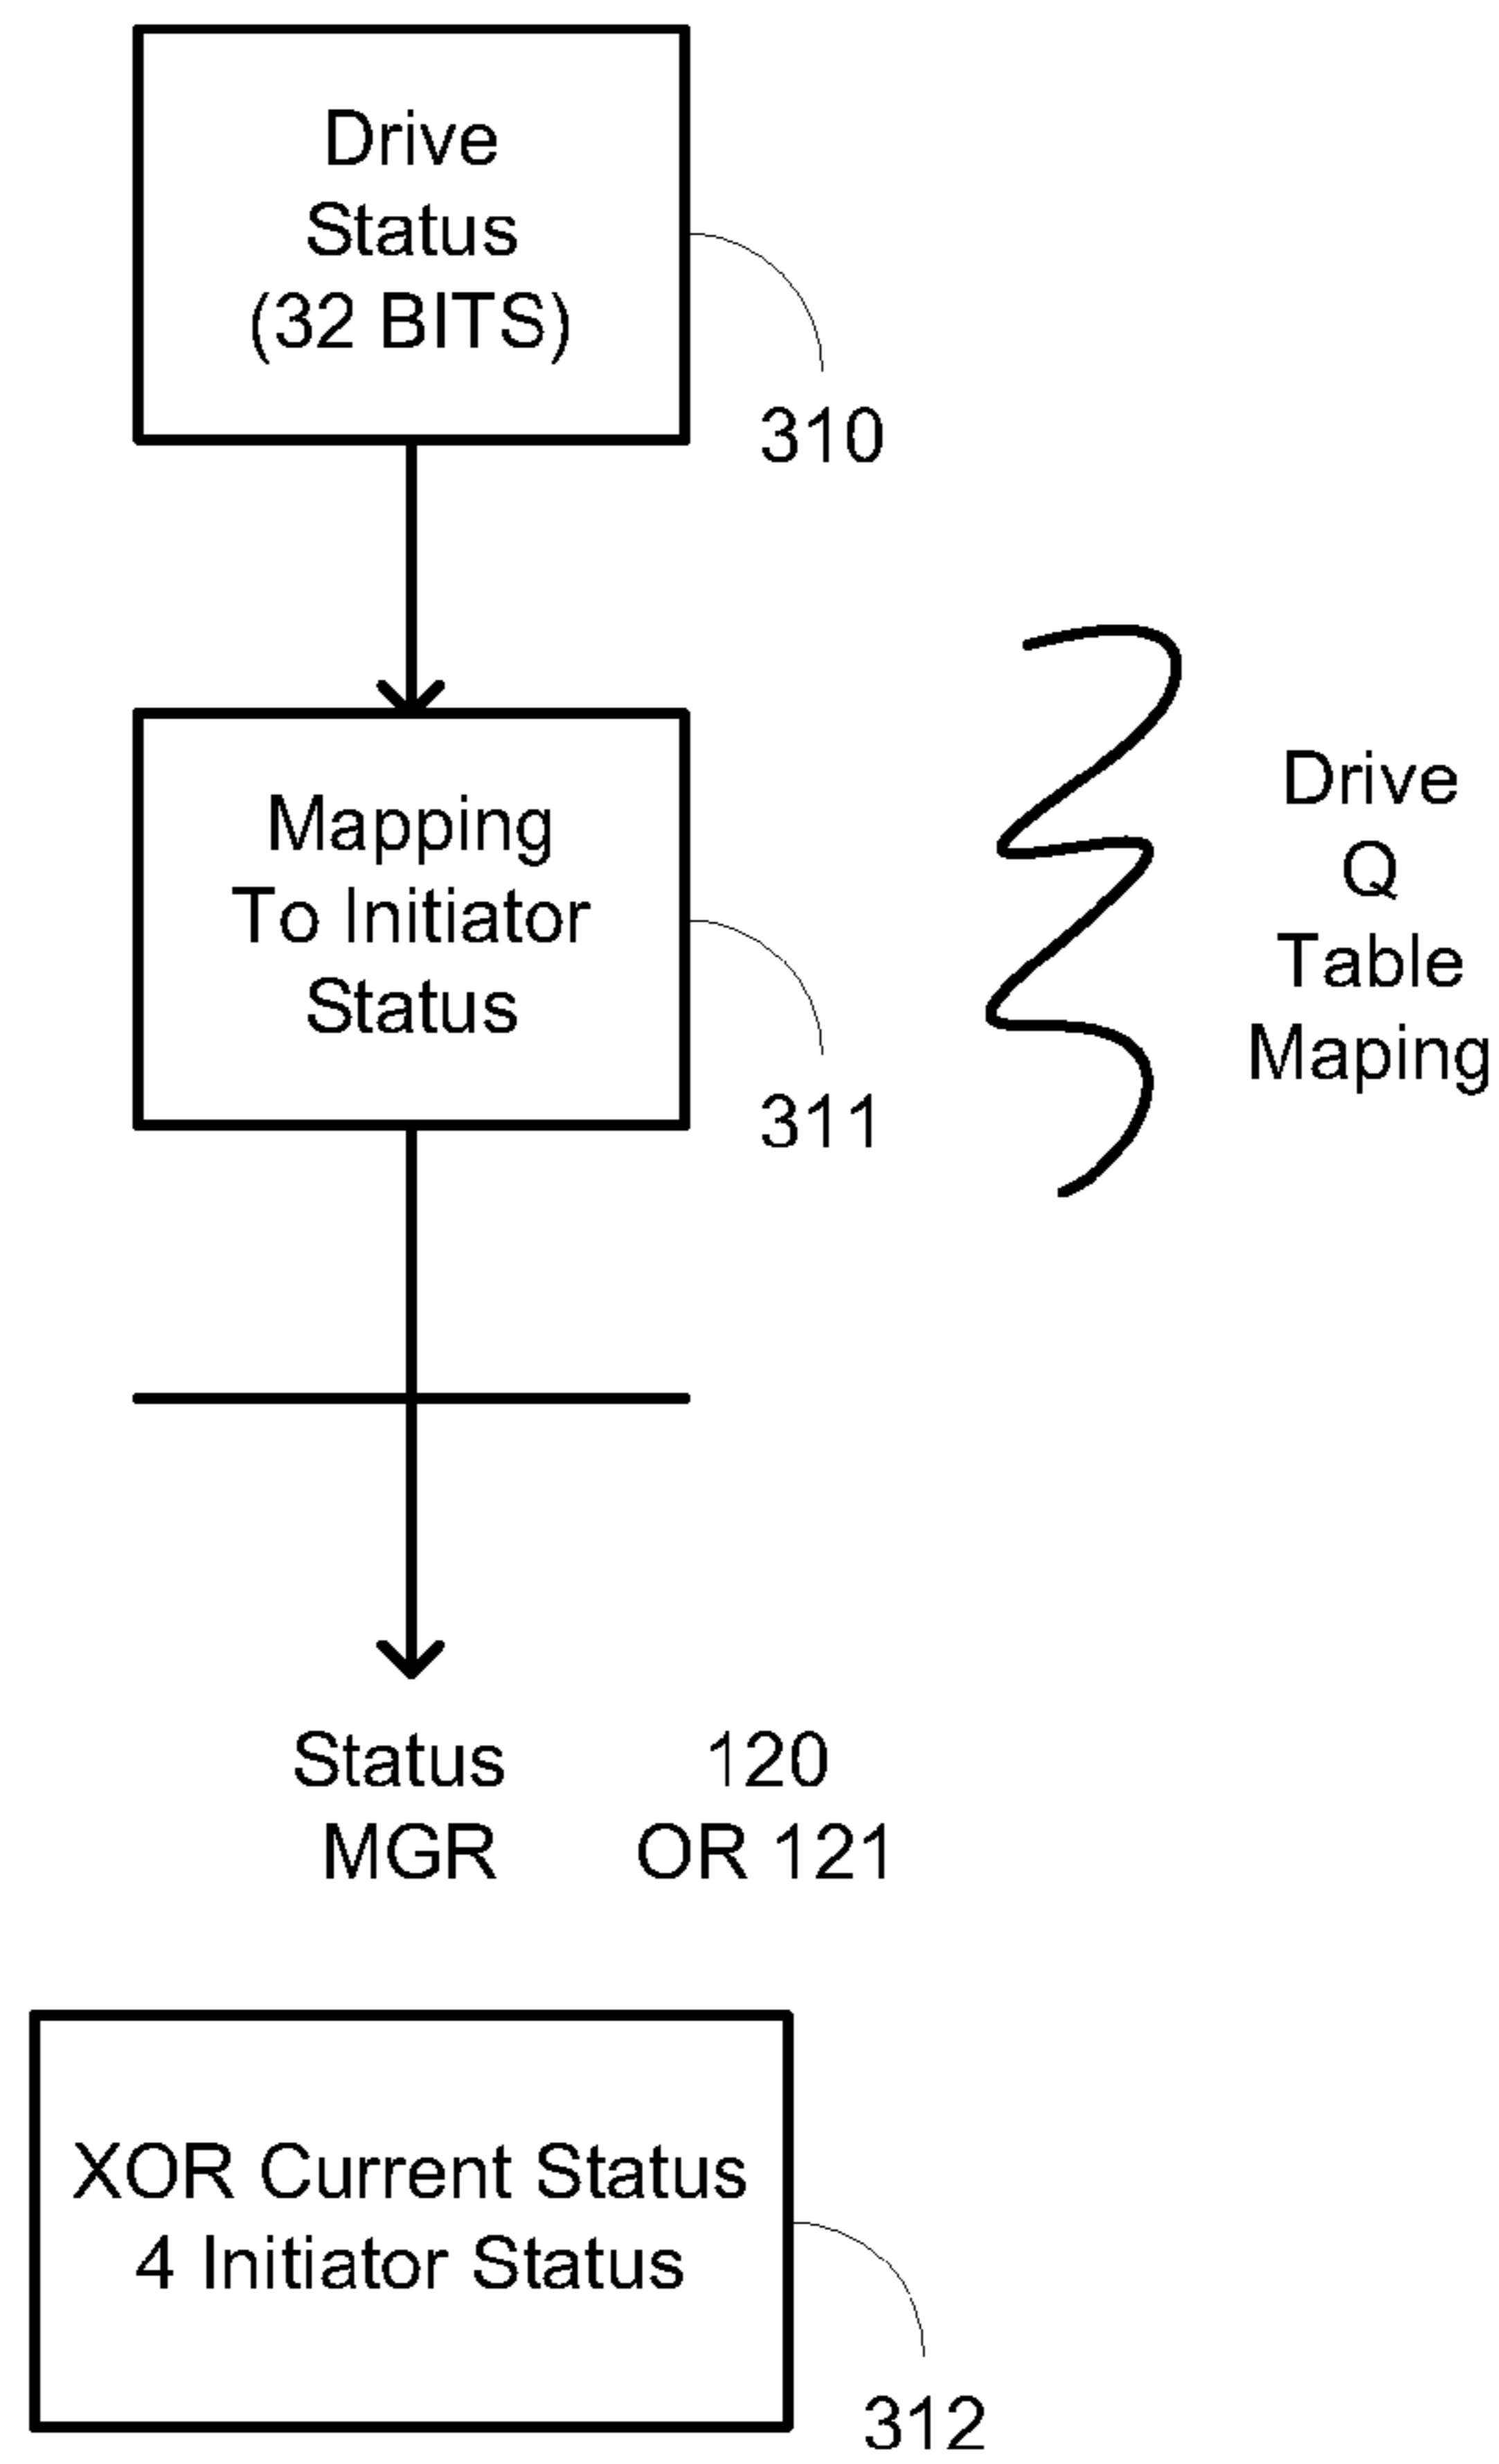 Drive
Status
(32 BITS)
310
Mapping
To Initiator
Status
311
Drive
Q
Table
Maping
Status 120
MGR OR 121
XOR Current Status
4 Initiator Status
312